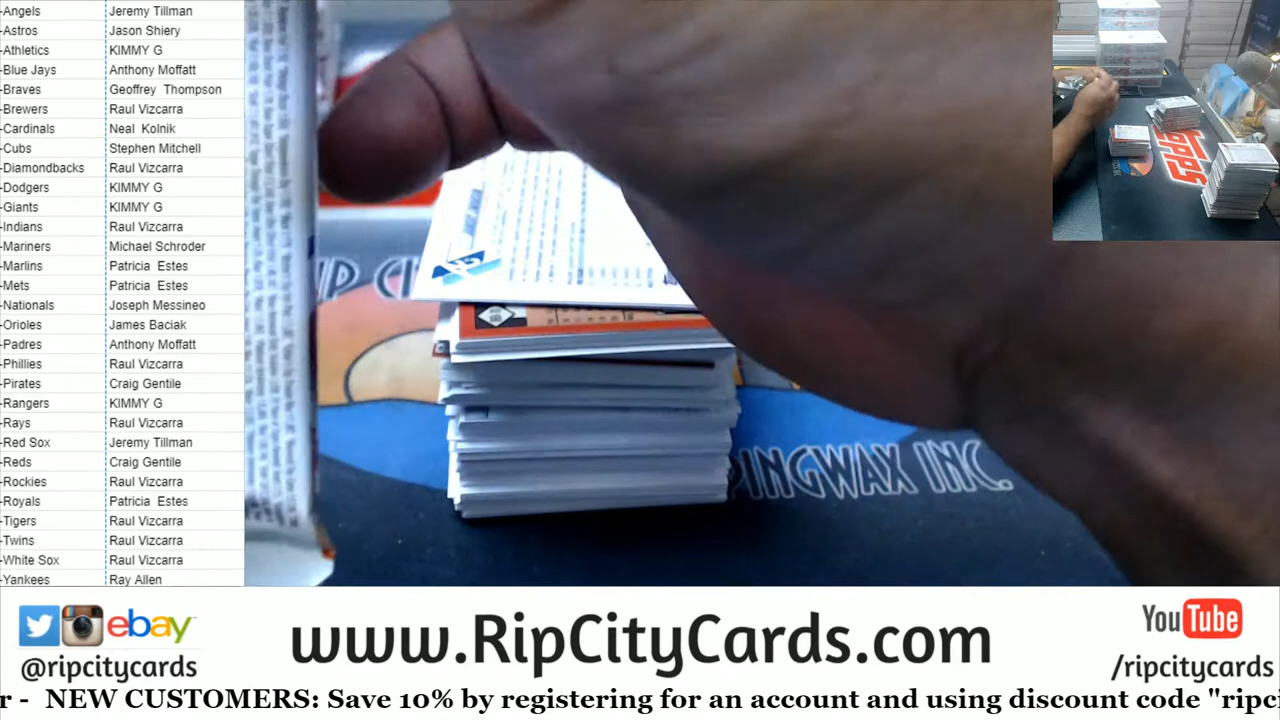 -Angels Jeremy Tillman
-Astros Jason Shiery
-Athletics KIMMY G
-Blue Jays Anthony Moffatt
-Braves Geoffrey Thompson
-Brewers Raul Vizcarra
-Cardinals Neal Kolnik
-Cubs Stephen Mitchell
-Diamondbacks Raul Vizcarra
-Dodgers KIMMY G
-Giants KIMMY G
-Indians Raul Vizcarra
-Mariners Michael Schroder
-Marlins Patricia Estes
-Mets Patricia Estes
-Nationals Joseph Messineo
-Orioles James Baciak
-Padres Anthony Moffatt
-Phillies Raul Vizcarra
-Pirates Craig Gentile
-Rangers KIMMY G
-Rays Raul Vizcarra
-Red Sox Jeremy Tillman
-Reds Craig Gentile
-Rockies Raul Vizcarra
-Royals Patricia Estes
-Tigers Raul Vizcarra
-Twins Raul Vizcarra
-White Sox Raul Vizcarra
-Yankees Ray Allen
topps
IP CI
PINGWAX INC.
ebay
@ripcitycards
www.RipCityCards.com
YouTube
/ripcitycards
r - NEW CUSTOMERS: Save 10% by registering for an account and using discount code "ripci